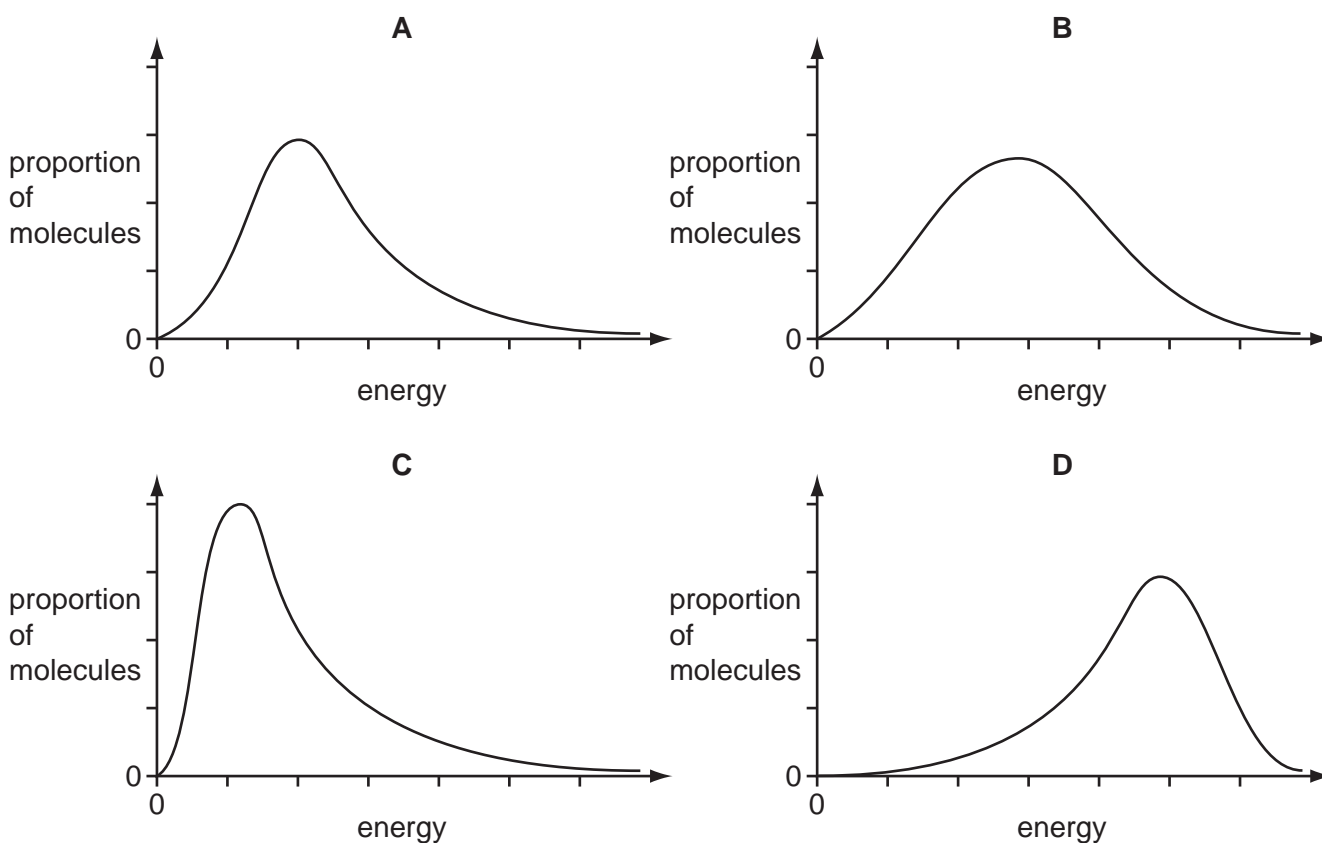 A
proportion
of
molecules
0
0
energy
B
proportion
of
molecules
0
0
energy
C
proportion
of
molecules
0
0
energy
D
proportion
of
molecules
0
0
energy